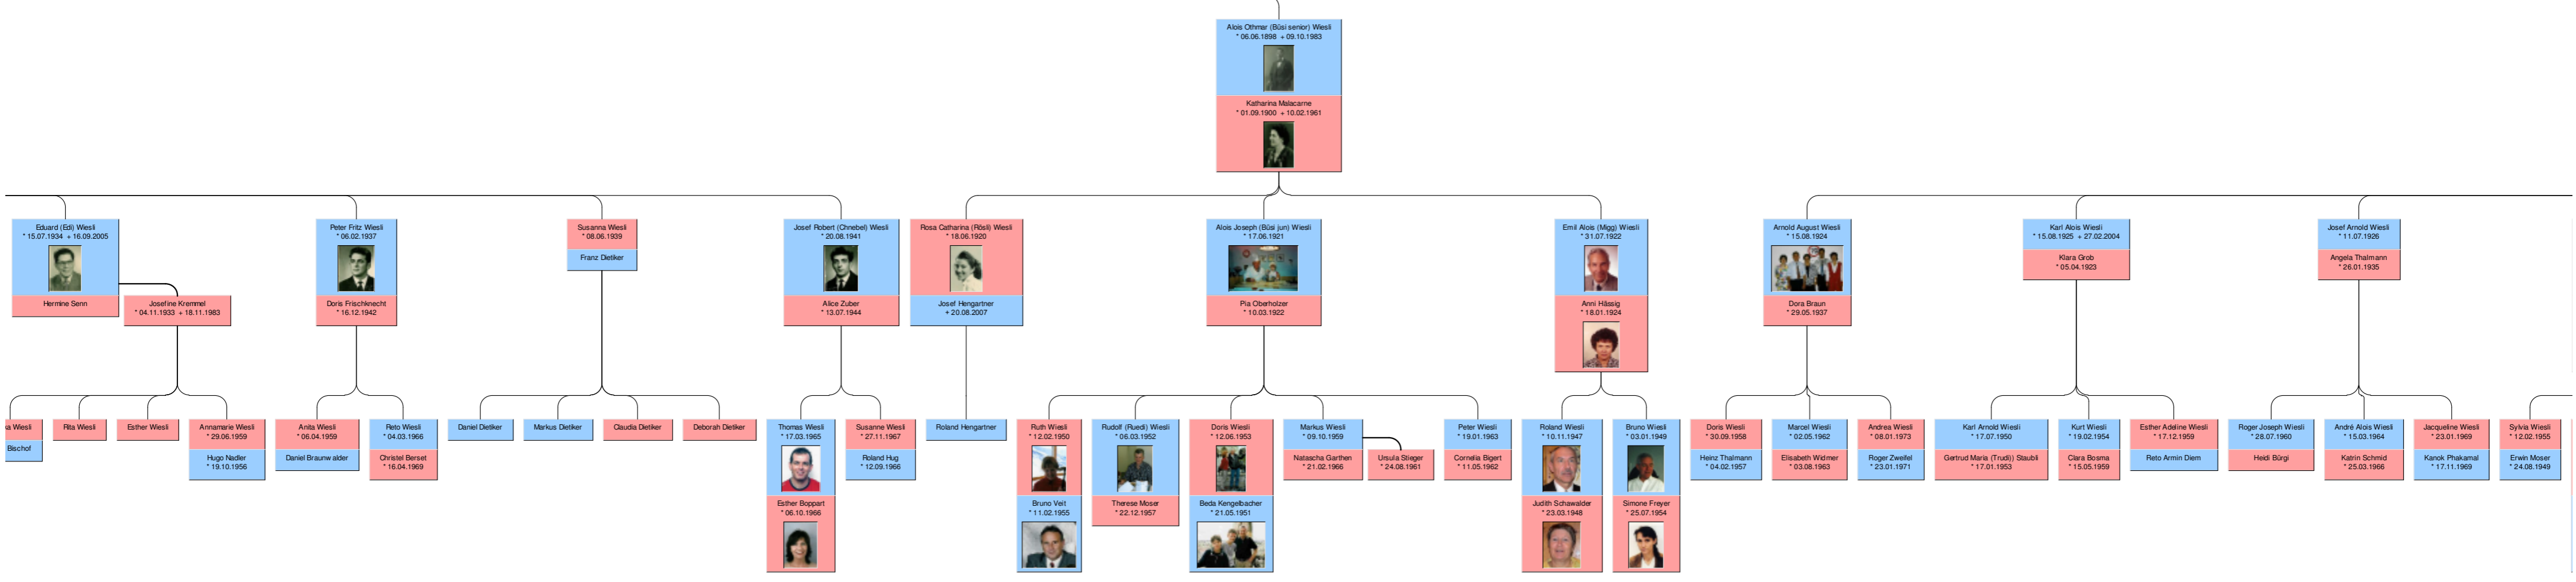 Alois Othmar (Büsi senior) Wiesli
* 06.06.1898 + 09.10.1983
Katharina Malacarne
* 01.09.1900 + 10.02.1961
Eduard (Edi) Wiesli
* 15.07.1934 + 16.09.2005
Hermine Senn
Josefine Kremmel
* 04.11.1933 + 18.11.1983
Peter Fritz Wiesli
* 06.02.1937
Doris Frischknecht
* 16.12.1942
Susanna Wiesli
* 08.06.1939
Franz Dietiker
Josef Robert (Chnebel) Wiesli
* 20.08.1941
Alice Zuber
* 13.07.1944
Rosa Catharina (Rösli) Wiesli
* 18.06.1920
Josef Hengartner
+ 20.08.2007
Alois Joseph (Büsi jun) Wiesli
* 17.06.1921
Pia Oberholzer
* 10.03.1922
Emil Alois (Migg) Wiesli
* 31.07.1922
Anni Hässig
* 18.01.1924
Arnold August Wiesli
* 15.08.1924
Dora Braun
* 29.05.1937
Karl Alois Wiesli
* 15.08.1925 + 27.02.2004
Klara Grob
* 05.04.1923
Josef Arnold Wiesli
* 11.07.1926
Angela Thalmann
* 26.01.1935
ka Wiesli
Bischof
Rita Wiesli
Esther Wiesli
Annamarie Wiesli
* 29.06.1959
Hugo Nadler
* 19.10.1956
Anita Wiesli
* 06.04.1959
Daniel Braunwalder
Reto Wiesli
* 04.03.1966
Christel Berset
* 16.04.1969
Daniel Dietiker
Markus Dietiker
Claudia Dietiker
Deborah Dietiker
Thomas Wiesli
* 17.03.1965
Esther Boppart
* 06.10.1966
Susanne Wiesli
* 27.11.1967
Roland Hug
* 12.09.1966
Roland Hengartner
Ruth Wiesli
* 12.02.1950
Bruno Veit
* 11.02.1955
Rudolf (Ruedi) Wiesli
* 06.03.1952
Therese Moser
* 22.12.1957
Doris Wiesli
* 12.06.1953
Beda Kengelbacher
* 21.05.1951
Markus Wiesli
* 09.10.1959
Natascha Garthen
* 21.02.1966
Ursula Stieger
* 24.08.1961
Peter Wiesli
* 19.01.1963
Cornelia Bigert
* 11.05.1962
Roland Wiesli
* 10.11.1947
Judith Schawalder
* 23.03.1948
Bruno Wiesli
* 03.01.1949
Simone Freyer
* 25.07.1954
Doris Wiesli
* 30.09.1958
Heinz Thalmann
* 04.02.1957
Marcel Wiesli
* 02.05.1962
Elisabeth Widmer
* 03.08.1963
Andrea Wiesli
* 08.01.1973
Roger Zweifel
* 23.01.1971
Karl Arnold Wiesli
* 17.07.1950
Gertrud Maria (Trudi)) Staubli
* 17.01.1953
Kurt Wiesli
* 19.02.1954
Clara Bosma
* 15.05.1959
Esther Adeline Wiesli
* 17.12.1959
Reto Armin Diem
Roger Joseph Wiesli
* 28.07.1960
Heidi Bürgi
André Alois Wiesli
* 15.03.1964
Katrin Schmid
* 25.03.1966
Jacqueline Wiesli
* 23.01.1969
Kanok Phakamal
* 17.11.1969
Sylvia Wiesli
* 12.02.1955
Erwin Moser
* 24.08.1949